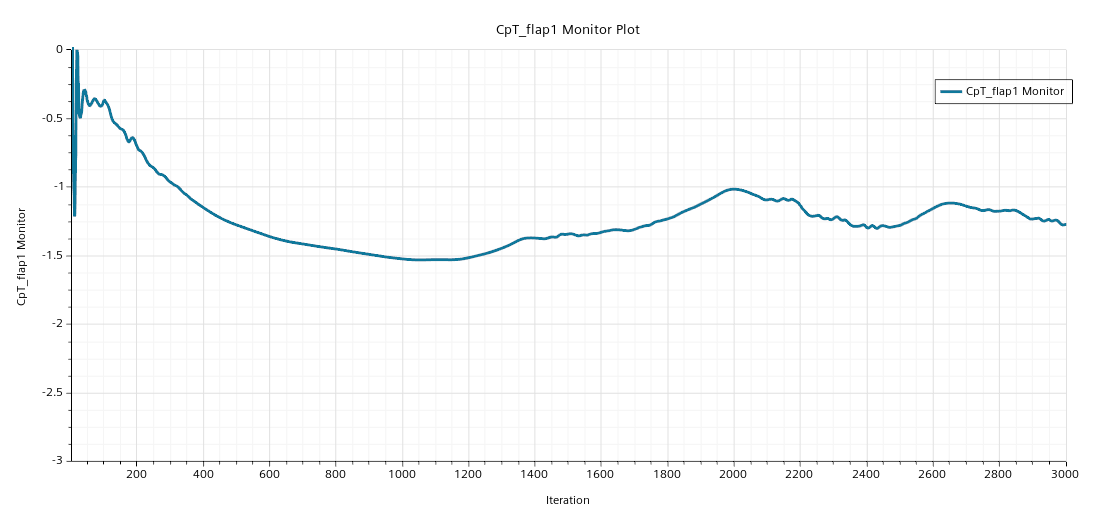 CpT_flap1 Monitor Plot
CpT_flap1 Monitor
CpT_flap1 Monitor
0
-0.5
-1
-1.5
-2
-2.5
-3
200 400 600 800 1000 1200 1400 1600 1800 2000 2200 2400 2600 2800 3000
Iteration